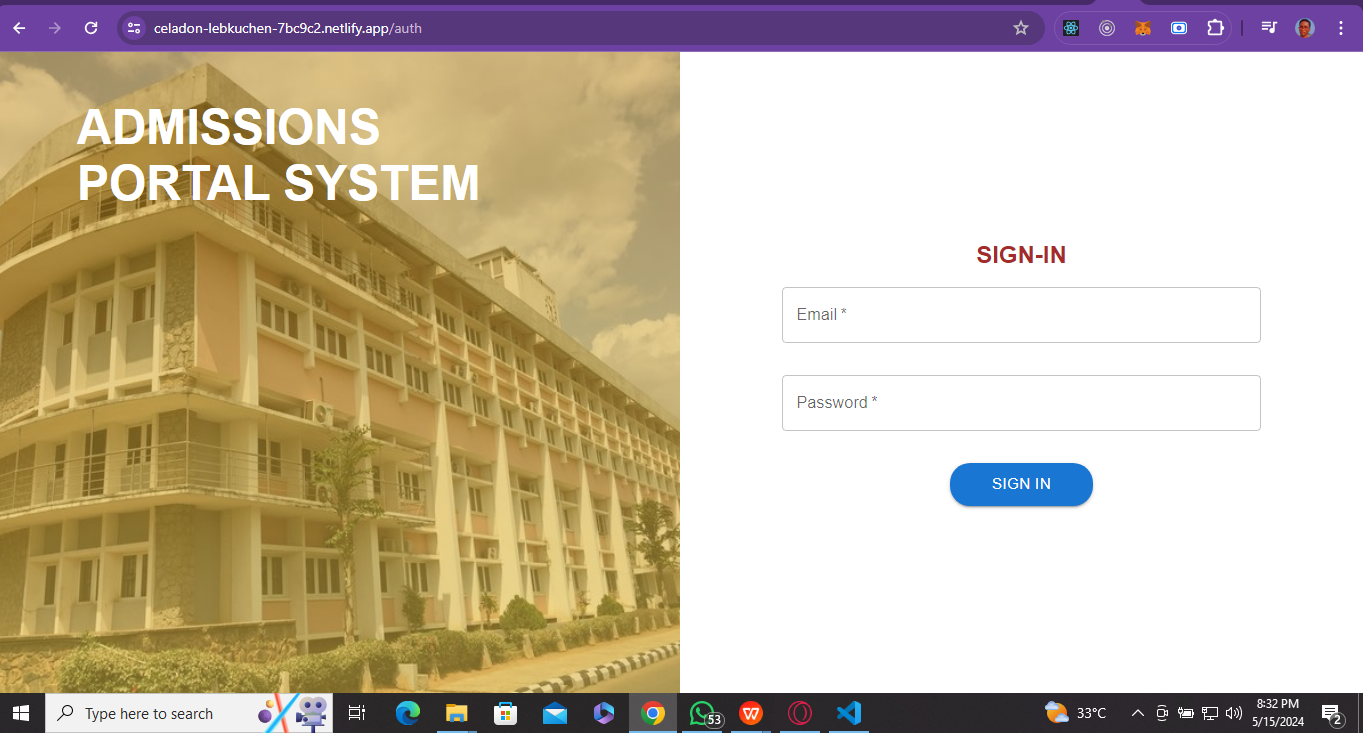 celadon-lebkuchen-7bc9c2.netlify.app/auth
ADMISSIONS
PORTAL SYSTEM
SIGN-IN
Email *
Password *
SIGN IN
Type here to search
53
33°C
8:32 PM
5/15/2024
2